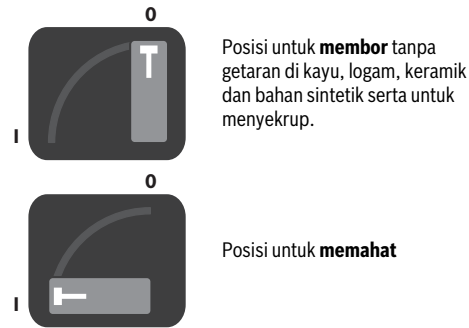 0
Posisi untuk membor tanpa
getaran di kayu, logam, keramik
dan bahan sintetik serta untuk
menyekrup.
I
0
Posisi untuk memahat
I